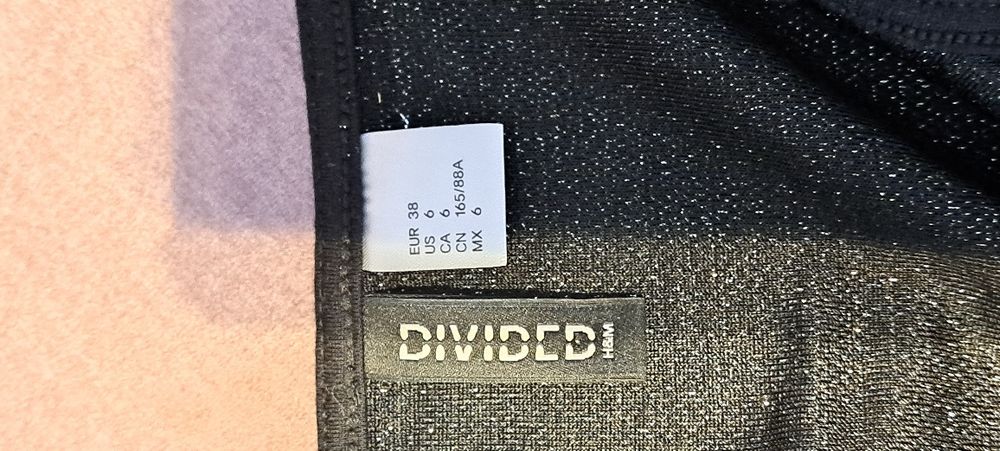 EUR 38
US 6
CA 6
CN 165/88A
MX 6
DIVIDED
H&M